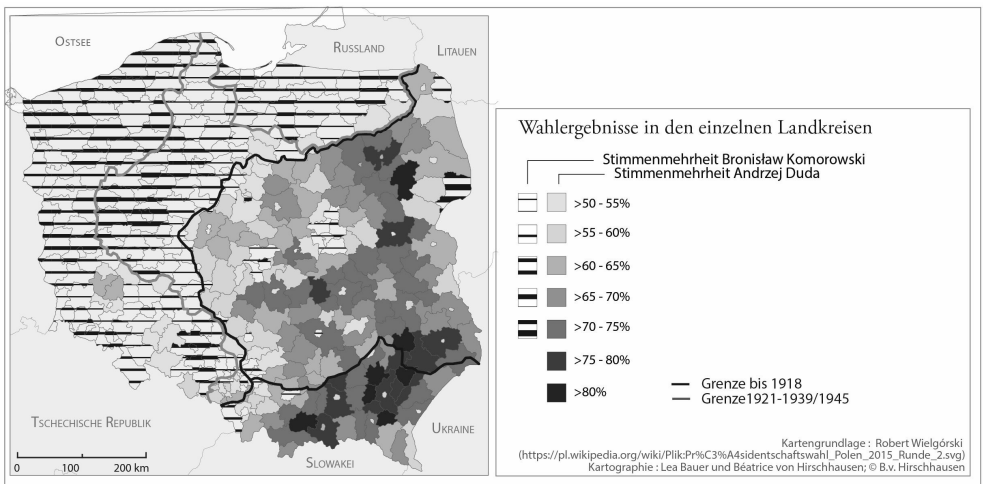 OSTSEE
RUSSLAND
LITAUEN
TSCHECHISCHE REPUBLIK
UKRAINE
SLOWAKEI
0 100 200 km
Wahlergebnisse in den einzelnen Landkreisen
Stimmenmehrheit Bronisław Komorowski
Stimmenmehrheit Andrzej Duda
>50 - 55%
>55 - 60%
>60 - 65%
>65 - 70%
>70 - 75%
>75 - 80%
>80%
Grenze bis 1918
Grenze1921-1939/1945
Kartengrundlage : Robert Wielgórski
(https://pl.wikipedia.org/wiki/Plik:Pr%C3%A4sidentschaftswahl_Polen_2015_Runde_2.svg)
Kartographie : Lea Bauer und Béatrice von Hirschhausen; © B.v. Hirschhausen